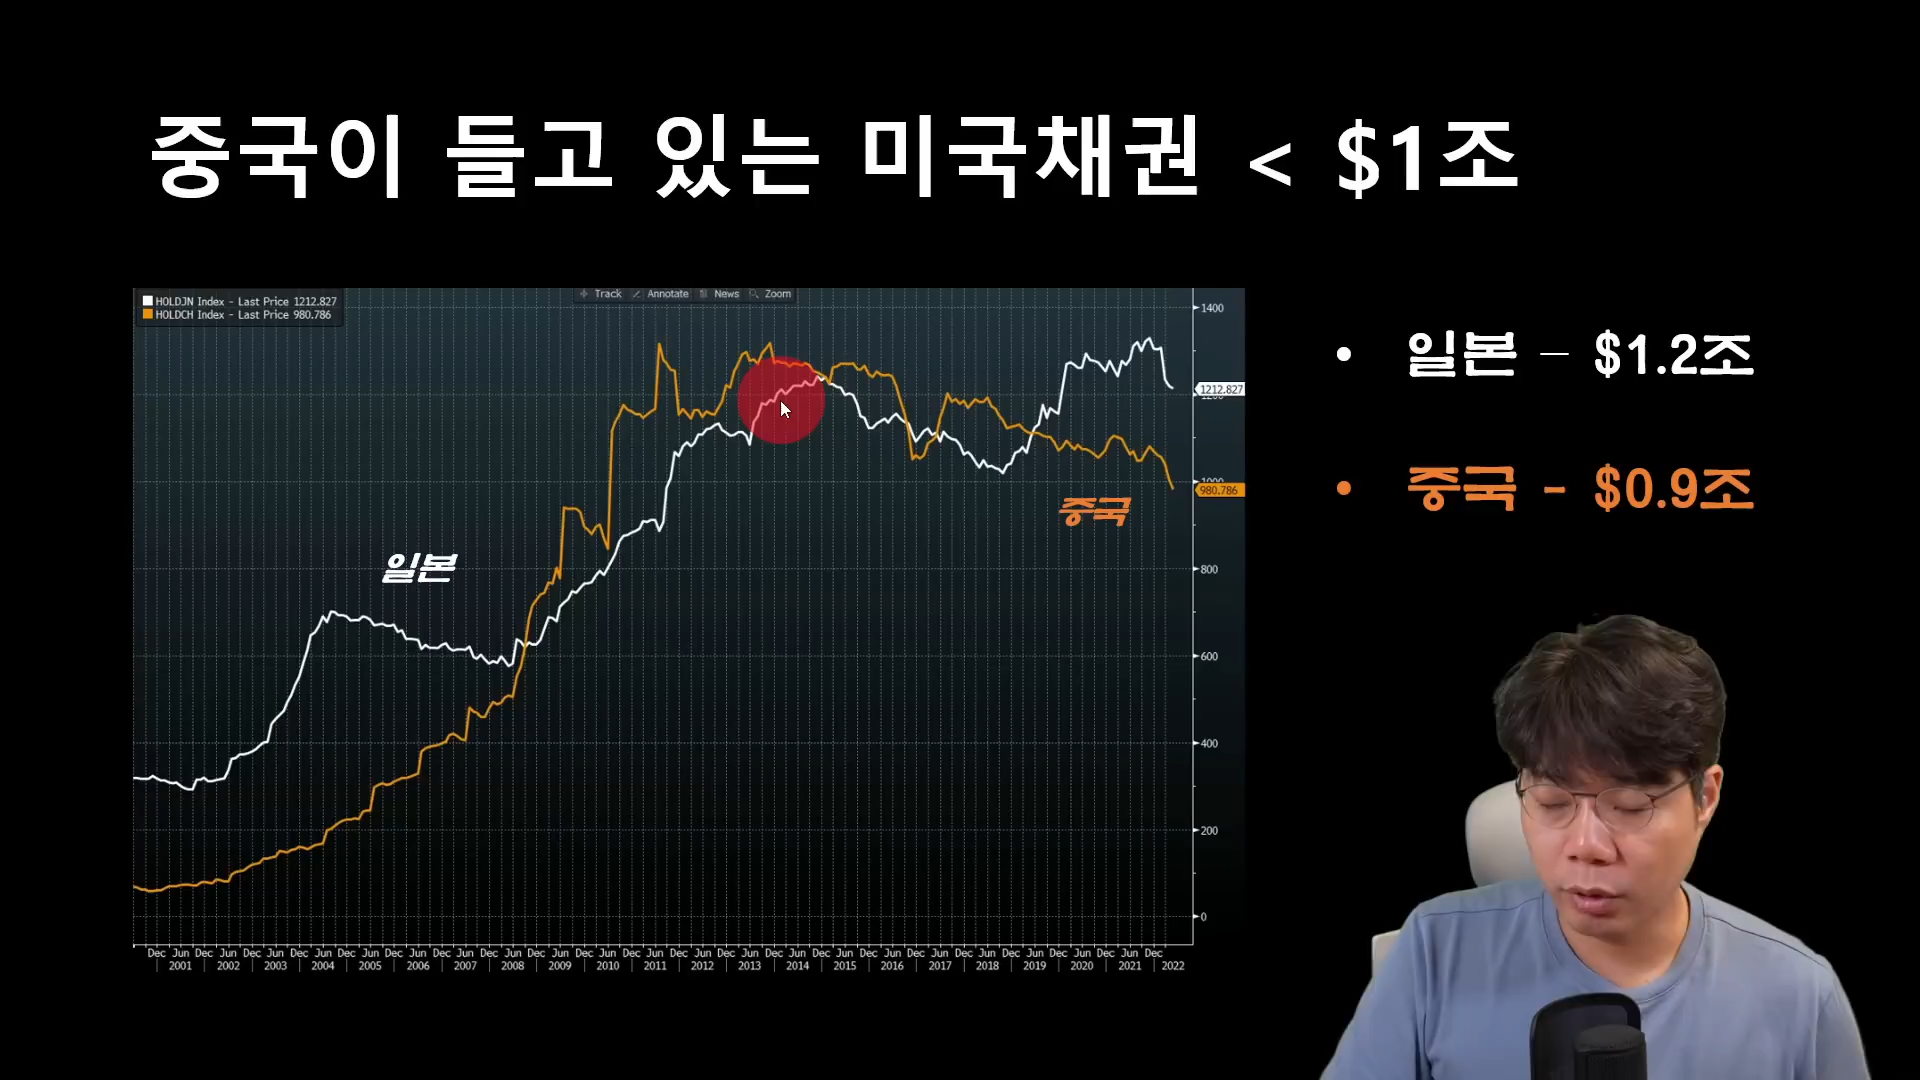 중국이 들고 있는 미국채권 < $1조
HOLDJN Index - Last Price 1212.827
HOLDCH Index - Last Price 980.786
Track Annotate News Zoom
1400
1212.827
1200
1000
980.786
800
600
400
200
0
일본
중국
Dec Jun Dec Jun Dec Jun Dec Jun Dec Jun Dec Jun Dec Jun Dec Jun Dec Jun Dec Jun Dec Jun Dec Jun Dec Jun Dec Jun Dec Jun Dec Jun Dec Jun Dec Jun Dec Jun Dec Jun Dec Jun Dec
2001 2002 2003 2004 2005 2006 2007 2008 2009 2010 2011 2012 2013 2014 2015 2016 2017 2018 2019 2020 2021 2022
• 일본 – $1.2조
• 중국 - $0.9조